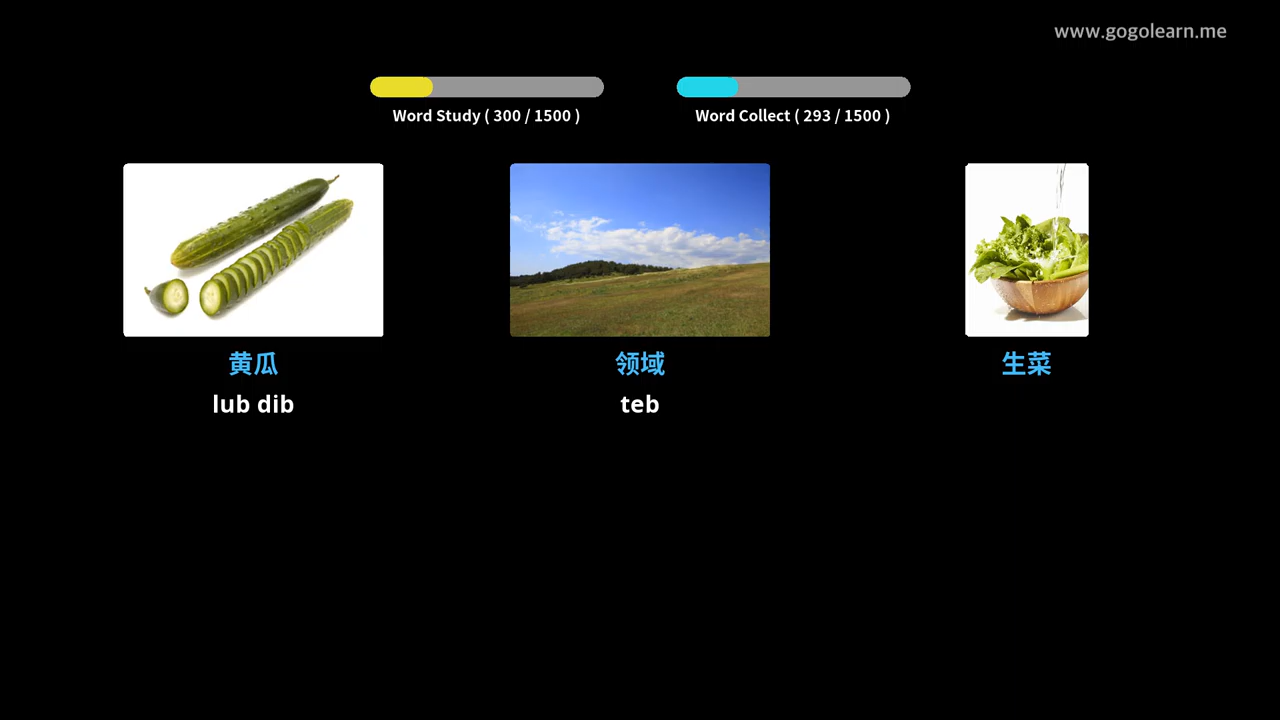 www.gogolearn.me
Word Study ( 300 / 1500 )
Word Collect ( 293 / 1500 )
黄瓜
领域
生菜
lub dib
teb